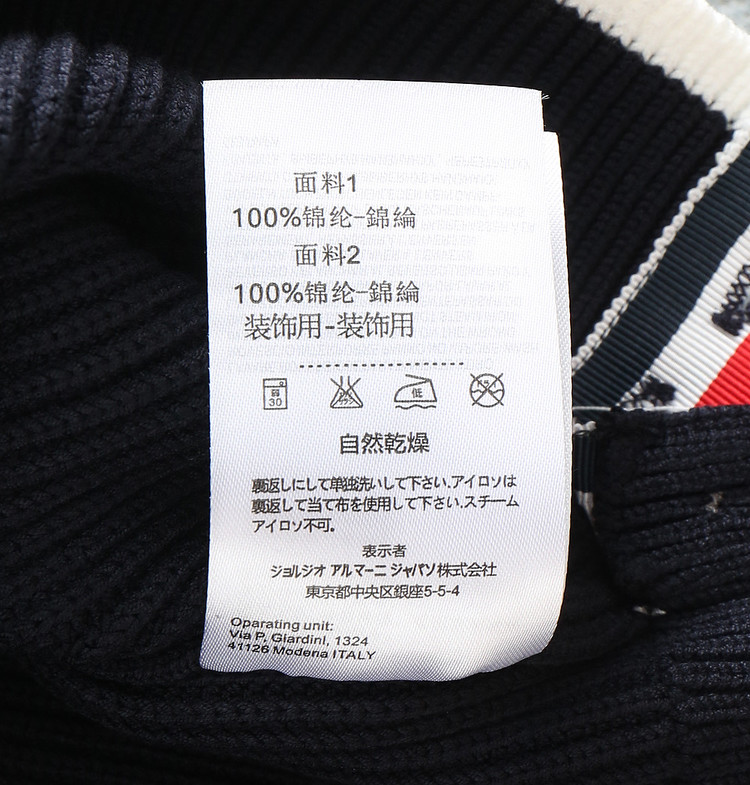 面料1
100%锦纶-錦綸
面料2
100%锦纶-錦綸
装饰用-装饰用
弱
30
低
自然乾燥
裏返しにして単独洗いして下さい.アイロソは
裏返して当て布を使用して下さい.スチーム
アイロソ不可.
表示者
ジョルジオ アルマーニ ジャパソ株式会社
東京都中央区銀座5-5-4
Oparating unit:
Via P, Giardinl, 1324
41126 Modena ITALY